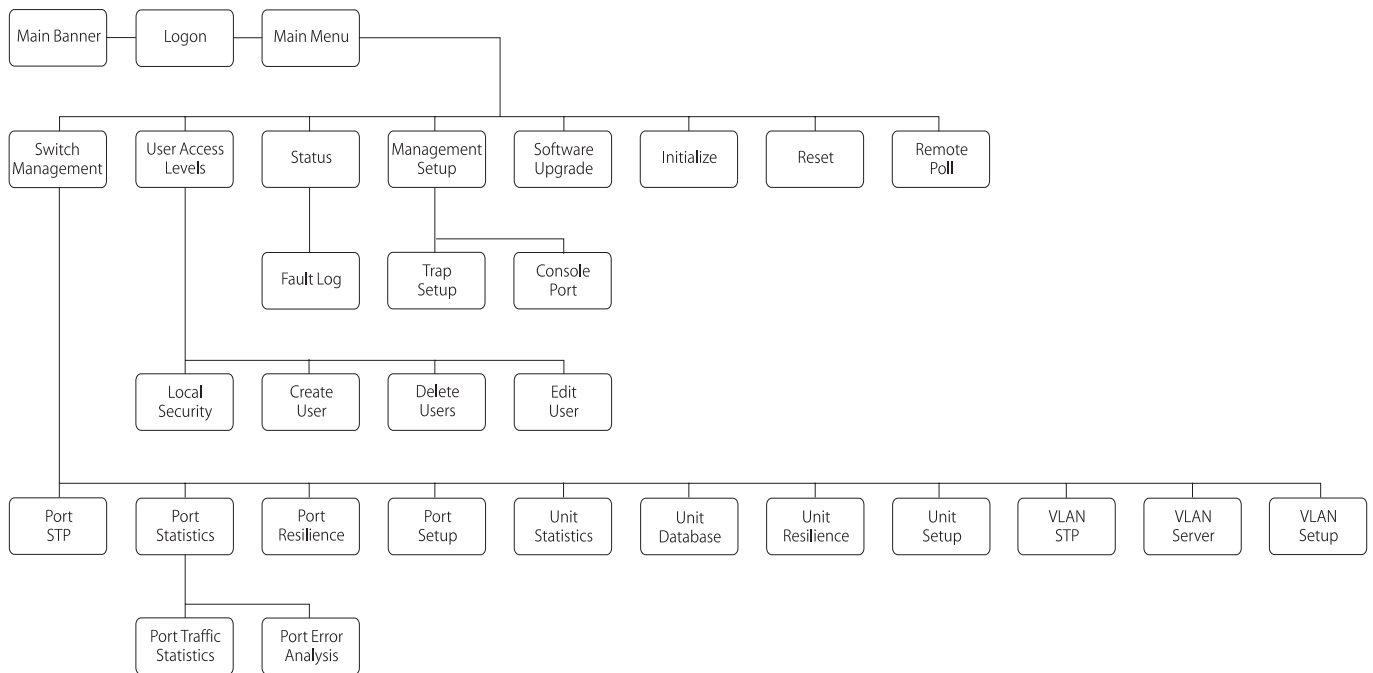 Main Banner
Logon
Main Menu
Switch
Management
User Access
Levels
Status
Management
Setup
Software
Upgrade
Initialize
Reset
Remote
Poll
Fault Log
Trap
Setup
Console
Port
Local
Security
Create
User
Delete
Users
Edit
User
Port
STP
Port
Statistics
Port
Resilience
Port
Setup
Unit
Statistics
Unit
Database
Unit
Resilience
Unit
Setup
VLAN
STP
VLAN
Server
VLAN
Setup
Port Traffic
Statistics
Port Error
Analysis